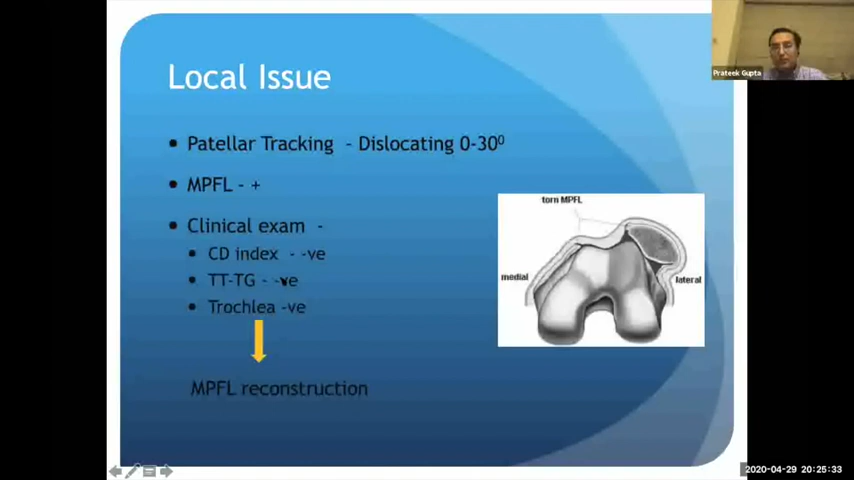 Local Issue
Prateek Gupta
• Patellar Tracking - Dislocating 0-30⁰
• MPFL - +
• Clinical exam -
• CD index - -ve
• TT-TG - -ve
• Trochlea -ve
MPFL reconstruction
torn MPFL
medial
lateral
2020-04-29 20:25:33